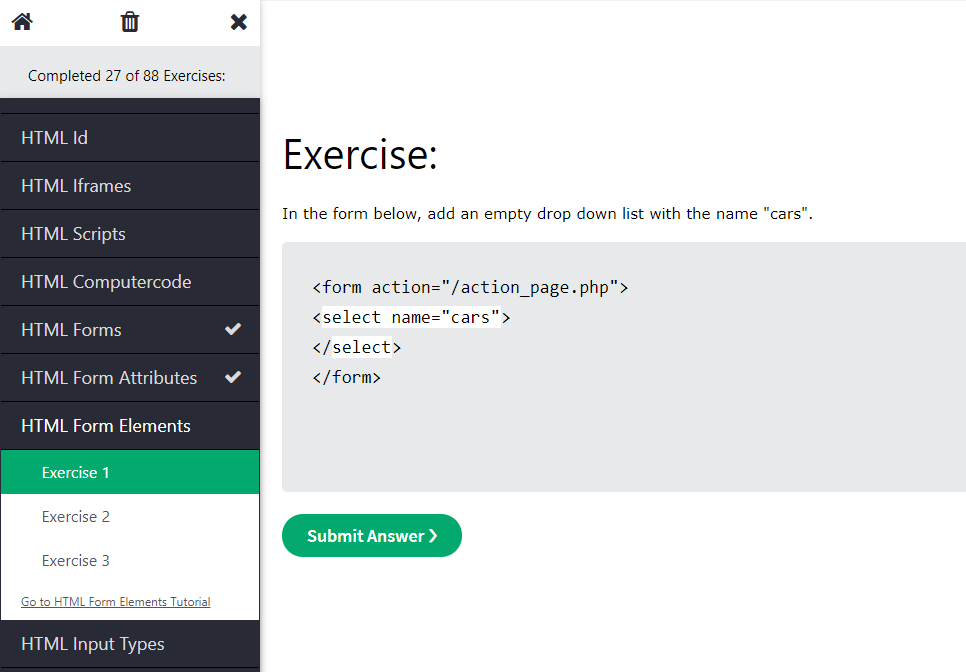 Completed 27 of 88 Exercises:
HTML Id
HTML Iframes
HTML Scripts
HTML Computercode
HTML Forms
HTML Form Attributes
HTML Form Elements
Exercise 1
Exercise 2
Exercise 3
Go to HTML Form Elements Tutorial
HTML Input Types
Exercise:
In the form below, add an empty drop down list with the name "cars".
<form action="/action_page.php">
<select name="cars">
</select>
</form>
Submit Answer ❯